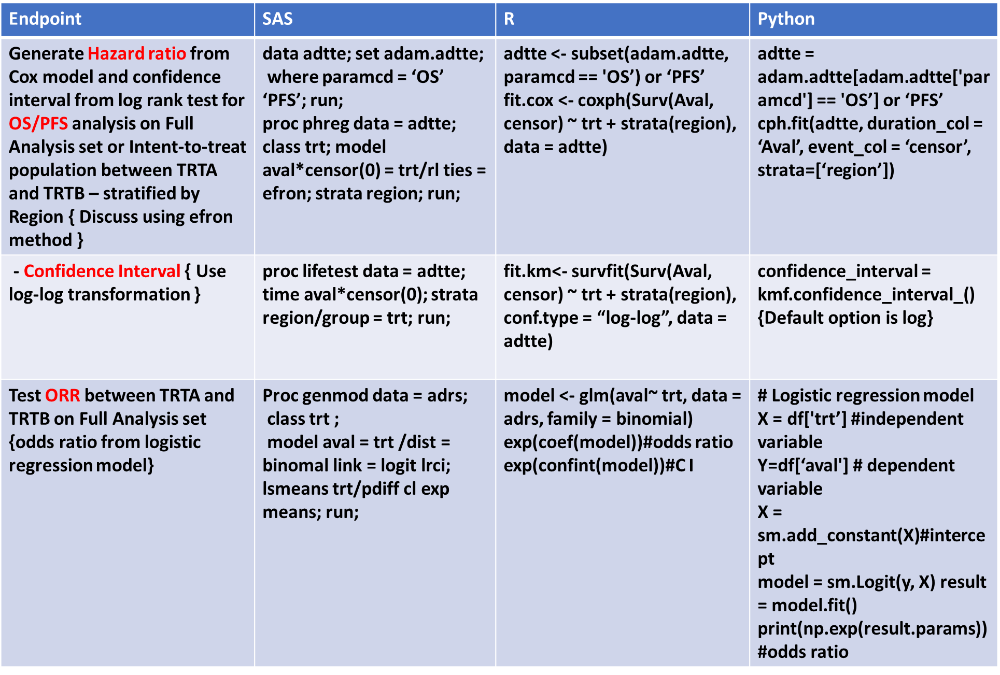 Endpoint
SAS
R
Python
Generate Hazard ratio from
Cox model and confidence
interval from log rank test for
OS/PFS analysis on Full
Analysis set or Intent-to-treat
population between TRTA
and TRTB – stratified by
Region { Discuss using efron
method }
data adtte; set adam.adtte;
where paramcd = ‘OS’
‘PFS’; run;
proc phreg data = adtte;
class trt; model
aval*censor(0) = trt/rl ties =
efron; strata region; run;
adtte <- subset(adam.adtte,
paramcd == 'OS’) or ‘PFS’
fit.cox <- coxph(Surv(Aval,
censor) ~ trt + strata(region),
data = adtte)
adtte =
adam.adtte[adam.adtte['par
amcd'] == 'OS’] or ‘PFS’
cph.fit(adtte, duration_col =
‘Aval’, event_col = ‘censor’,
strata=[‘region’])
- Confidence Interval { Use
log-log transformation }
proc lifetest data = adtte;
time aval*censor(0); strata
region/group = trt; run;
fit.km<- survfit(Surv(Aval,
censor) ~ trt + strata(region),
conf.type = “log-log”, data =
adtte)
confidence_interval =
kmf.confidence_interval_()
{Default option is log}
Test ORR between TRTA and
TRTB on Full Analysis set
{odds ratio from logistic
regression model}
Proc genmod data = adrs;
class trt ;
model aval = trt /dist =
binomal link = logit lrci;
lsmeans trt/pdiff cl exp
means; run;
model <- glm(aval~ trt, data =
adrs, family = binomial)
exp(coef(model))#odds ratio
exp(confint(model))#C I
# Logistic regression model
X = df['trt’] #independent
variable
Y=df[‘aval'] # dependent
variable
X =
sm.add_constant(X)#interce
pt
model = sm.Logit(y, X) result
= model.fit()
print(np.exp(result.params))
#odds ratio